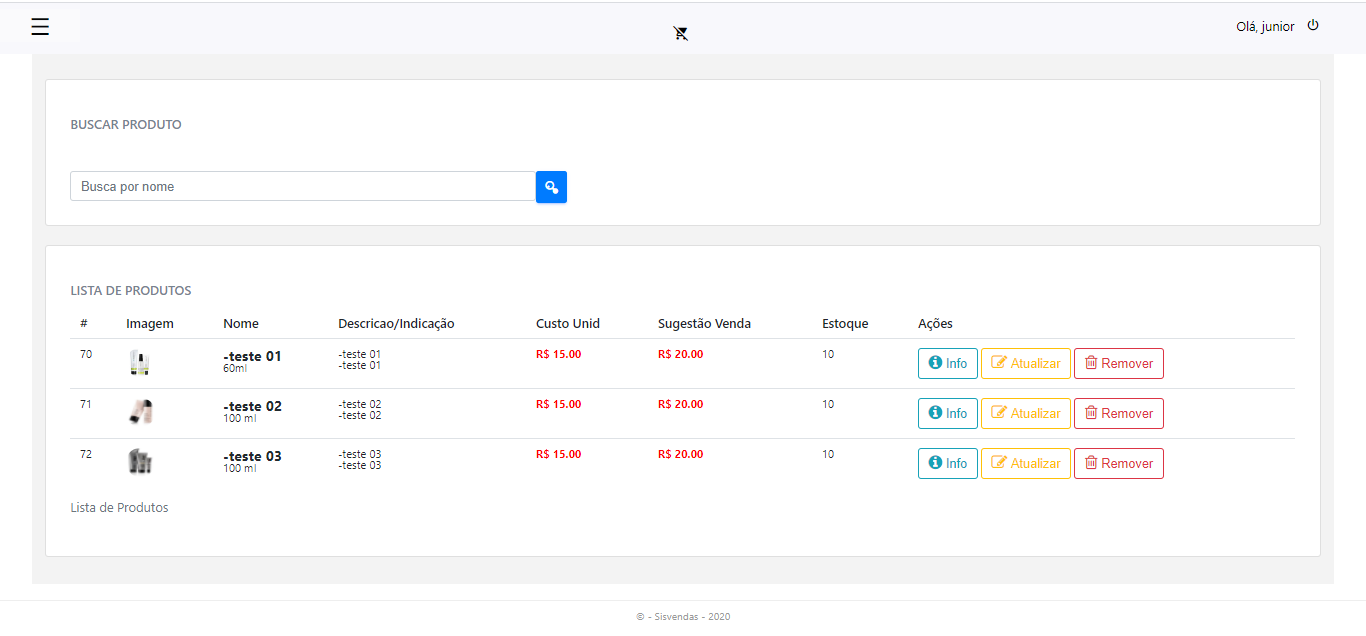 Olá, junior
BUSCAR PRODUTO
Busca por nome
LISTA DE PRODUTOS
# Imagem Nome Descricao/Indicação Custo Unid Sugestão Venda Estoque Ações
70 -teste 01 -teste 01 R$ 15.00 R$ 20.00 10 Info Atualizar Remover
60ml -teste 01
71 -teste 02 -teste 02 R$ 15.00 R$ 20.00 10 Info Atualizar Remover
100 ml -teste 02
72 -teste 03 -teste 03 R$ 15.00 R$ 20.00 10 Info Atualizar Remover
100 ml -teste 03
Lista de Produtos
© - Sisvendas - 2020